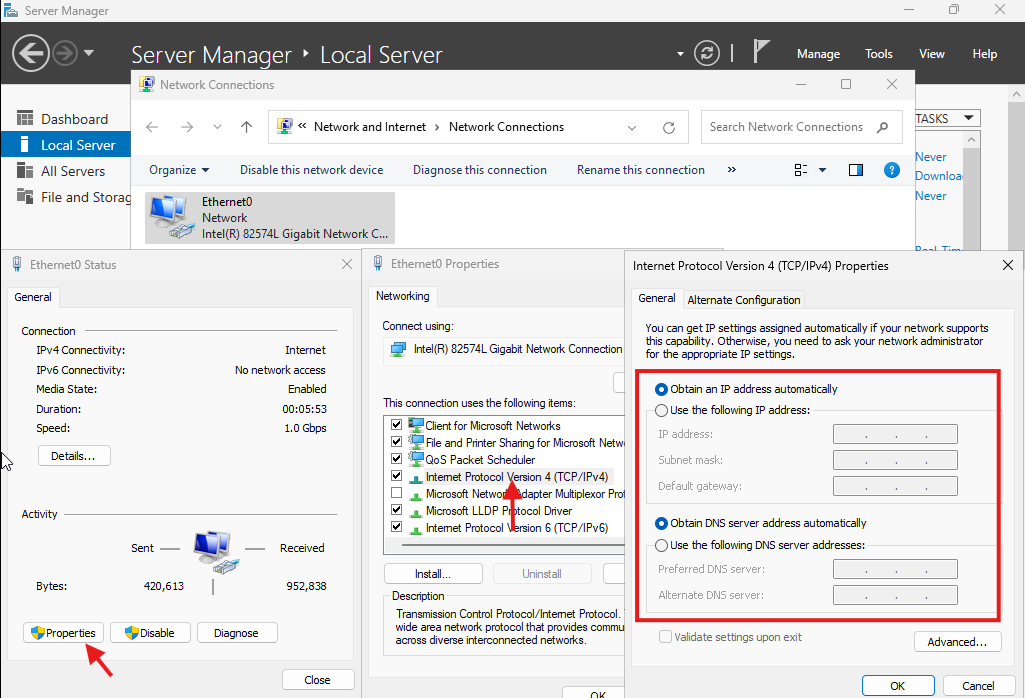 Server Manager
Server Manager
Local Server
Manage
Tools
View
Help
Dashboard
Local Server
All Servers
File and Storag
Network Connections
« Network and Internet > Network Connections
Search Network Connections
Organize
Disable this network device
Diagnose this connection
Rename this connection
»
Ethernet0
Network
Intel(R) 82574L Gigabit Network C...
TASKS
Never
Downloa
Never
Real-Tim
Ethernet0 Status
General
Connection
IPv4 Connectivity: Internet
IPv6 Connectivity: No network access
Media State: Enabled
Duration: 00:05:53
Speed: 1.0 Gbps
Details...
Activity
Sent
Received
Bytes: 420,613 952,838
Properties
Disable
Diagnose
Close
Ethernet0 Properties
Networking
Connect using:
Intel(R) 82574L Gigabit Network Connection
This connection uses the following items:
Client for Microsoft Networks
File and Printer Sharing for Microsoft Netw
QoS Packet Scheduler
Internet Protocol Version 4 (TCP/IPv4)
Microsoft Network Adapter Multiplexor Prot
Microsoft LLDP Protocol Driver
Internet Protocol Version 6 (TCP/IPv6)
Install...
Uninstall
Description
Transmission Control Protocol/Internet Protocol.
wide area network protocol that provides commu
across diverse interconnected networks.
OK
Internet Protocol Version 4 (TCP/IPv4) Properties
General
Alternate Configuration
You can get IP settings assigned automatically if your network supports
this capability. Otherwise, you need to ask your network administrator
for the appropriate IP settings.
Obtain an IP address automatically
Use the following IP address:
IP address:
Subnet mask:
Default gateway:
Obtain DNS server address automatically
Use the following DNS server addresses:
Preferred DNS server:
Alternate DNS server:
Validate settings upon exit
Advanced...
OK
Cancel